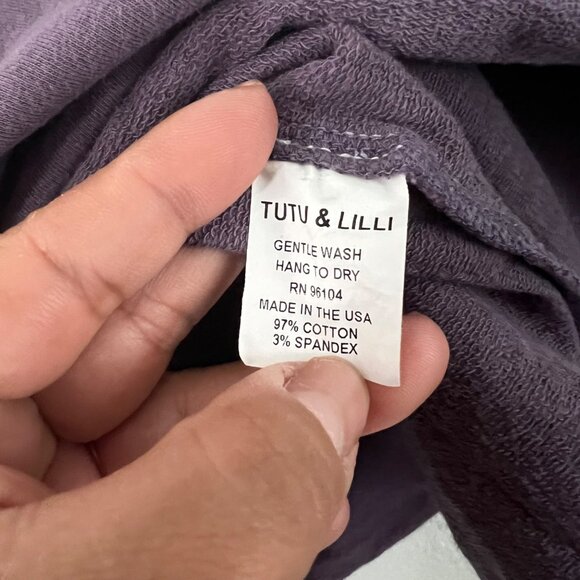 TUTU & LILLI
GENTLE WASH
HANG TO DRY
RN 96104
MADE IN THE USA
97% COTTON
3% SPANDEX